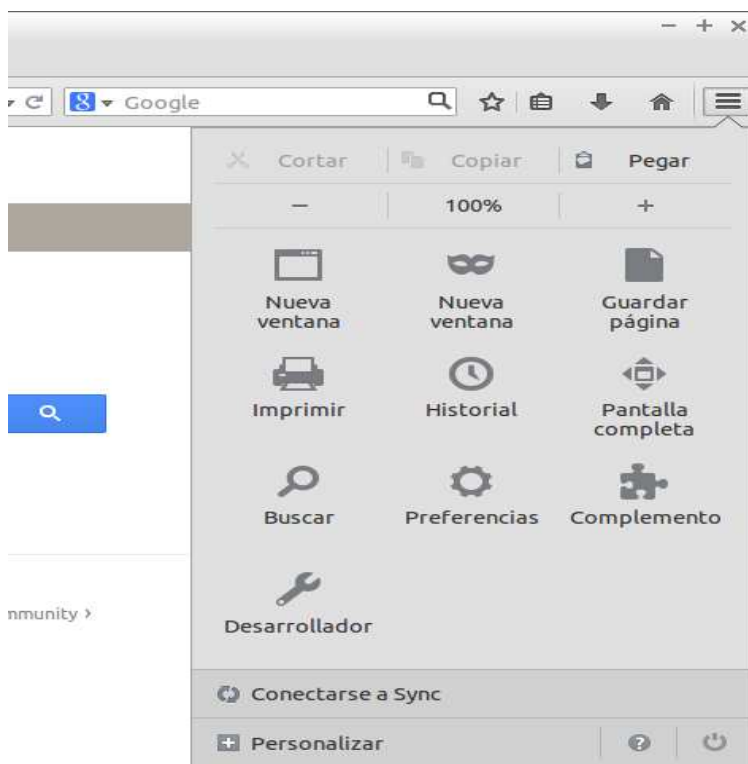 Google
Cortar Copiar Pegar
− 100% +
Nueva ventana
Nueva ventana
Guardar página
Imprimir Historial
Pantalla completa
Buscar Preferencias Complemento
Desarrollador
mmunity ›
Conectarse a Sync
Personalizar